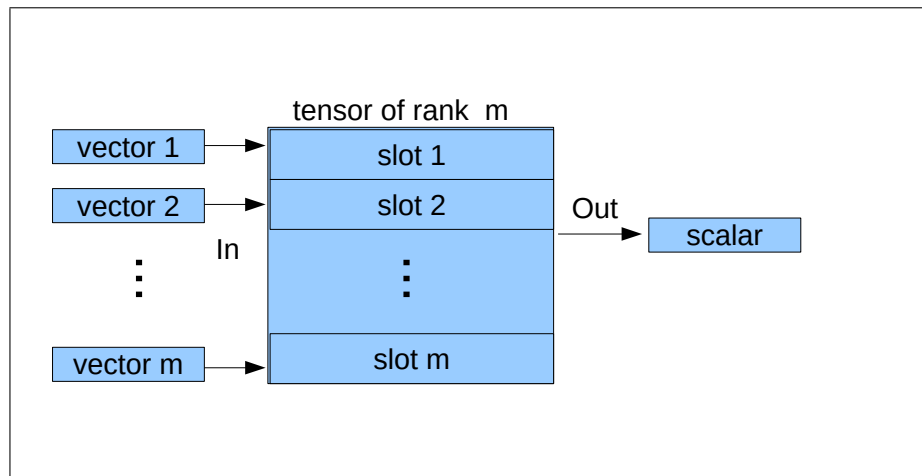 tensor of rank m
vector 1
slot 1
vector 2
slot 2
Out
scalar
In
vector m
slot m